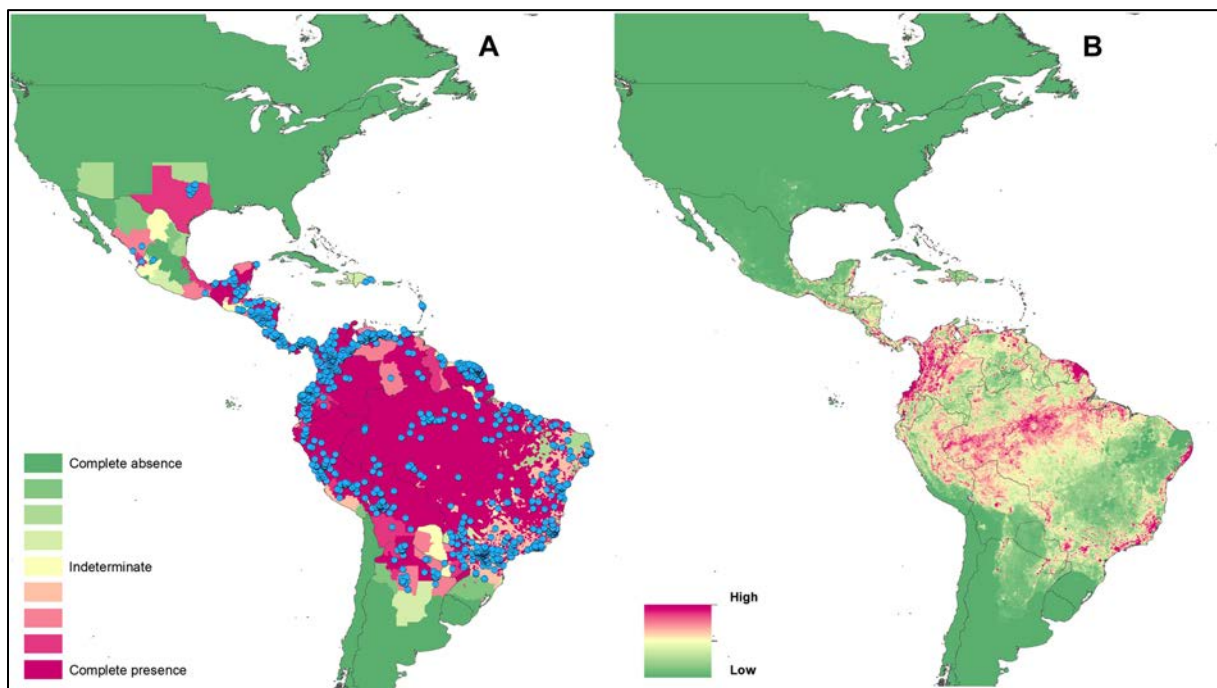 A
B
Complete absence
Indeterminate
Complete presence
High
Low